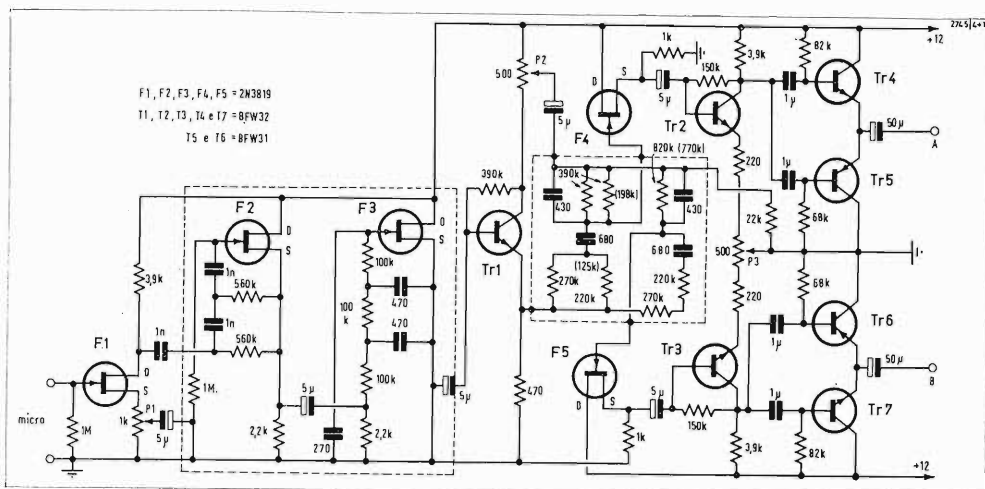 2745/4+1
+12
F1, F2, F3, F4, F5 = 2N3819
T1, T2, T3, T4 e T7 = BFW32
T5 e T6 = BFW31
P2
500
5µ
D
S
F4
1k
5µ
150k
Tr2
3,9k
82k
1µ
Tr4
50µ
A
390k
Tr1
390k
(198k)
820k (770k)
430
430
220
1µ
Tr5
22k
68k
F2
D
S
F3
D
S
1n
560k
1n
560k
100k
100
k
100k
470
470
680
680
(125k)
270k
220k
220k
270k
500
P3
220
68k
3,9k
1n
F1
D
S
micro
1M
1k
P1
5µ
1M.
5µ
2,2k
270
2,2k
5µ
470
F5
D
S
5µ
1k
Tr3
150k
3,9k
1µ
Tr6
50µ
B
1µ
Tr7
82k
+12